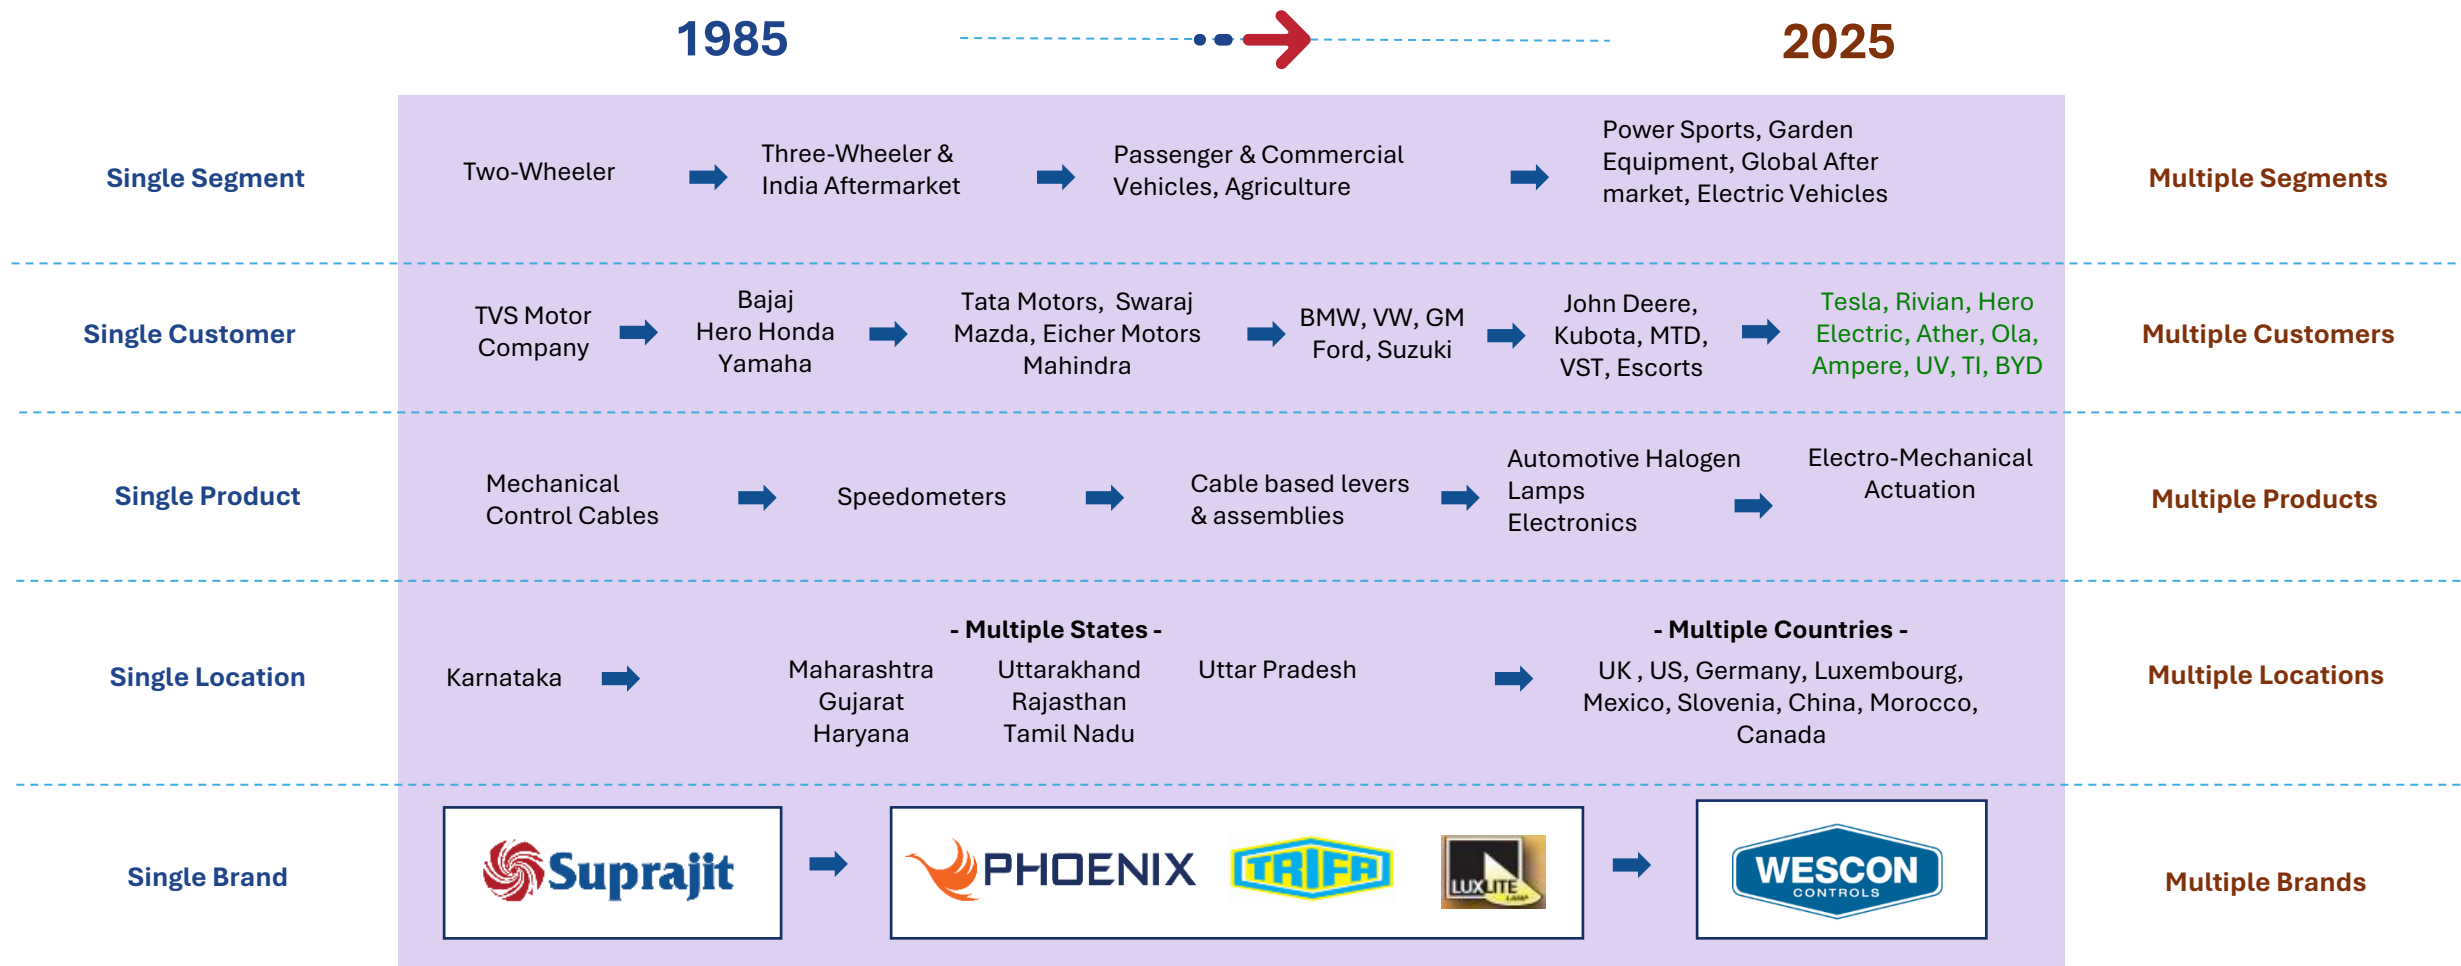 1985
2025
Single Segment
Two-Wheeler
Three-Wheeler &
India Aftermarket
Passenger & Commercial
Vehicles, Agriculture
Power Sports, Garden
Equipment, Global After
market, Electric Vehicles
Multiple Segments
Single Customer
TVS Motor
Company
Bajaj
Hero Honda
Yamaha
Tata Motors, Swaraj
Mazda, Eicher Motors
Mahindra
BMW, VW, GM
Ford, Suzuki
John Deere,
Kubota, MTD,
VST, Escorts
Tesla, Rivian, Hero
Electric, Ather, Ola,
Ampere, UV, TI, BYD
Multiple Customers
Single Product
Mechanical
Control Cables
Speedometers
Cable based levers
& assemblies
Automotive Halogen
Lamps
Electronics
Electro-Mechanical
Actuation
Multiple Products
Single Location
Karnataka
- Multiple States -
Maharashtra
Gujarat
Haryana
Uttarakhand
Rajasthan
Tamil Nadu
Uttar Pradesh
- Multiple Countries -
UK , US, Germany, Luxembourg,
Mexico, Slovenia, China, Morocco,
Canada
Multiple Locations
Single Brand
Suprajit
PHOENIX
TRIFA
LUXLITE
LAMP
WESCON
CONTROLS
Multiple Brands